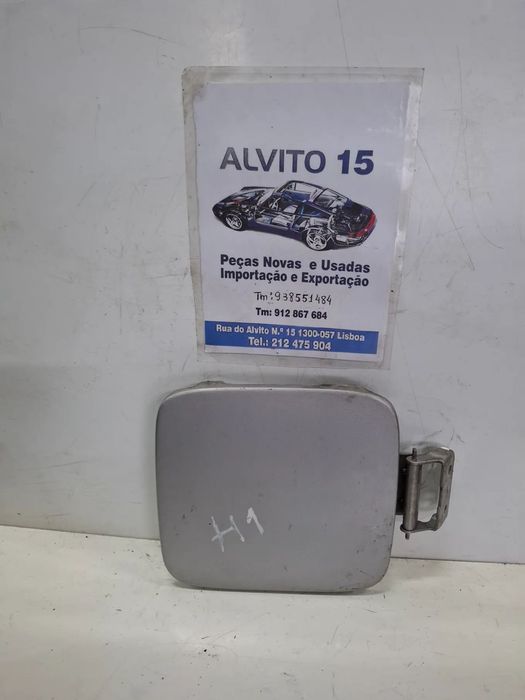 ALVITO 15
Peças Novas e Usadas
Importação e Exportação
Tm:938551484
Tm: 912 867 684
Rua do Alvito N.º 15 1300-057 Lisboa
Tel.: 212 475 904
H1